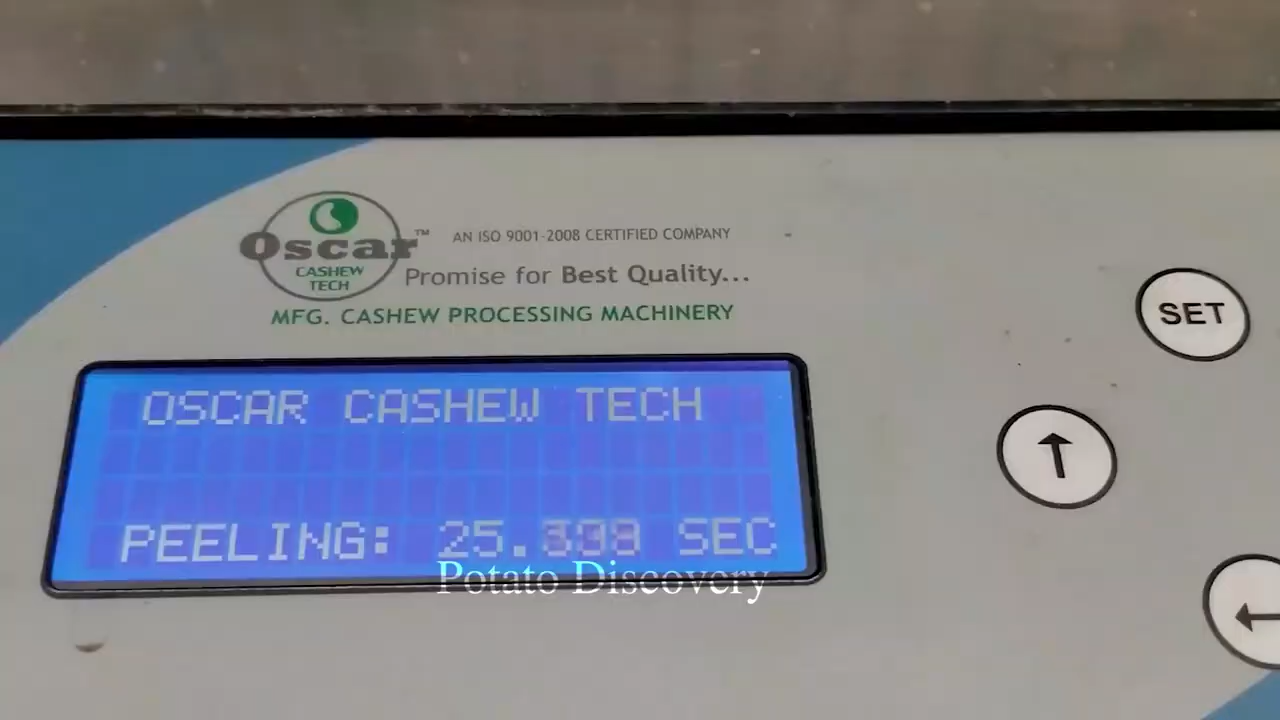 Oscar™
CASHEW
TECH
AN ISO 9001-2008 CERTIFIED COMPANY
Promise for Best Quality...
MFG. CASHEW PROCESSING MACHINERY
SET
OSCAR CASHEW TECH
PEELING: 25. SEC
Potato Discovery